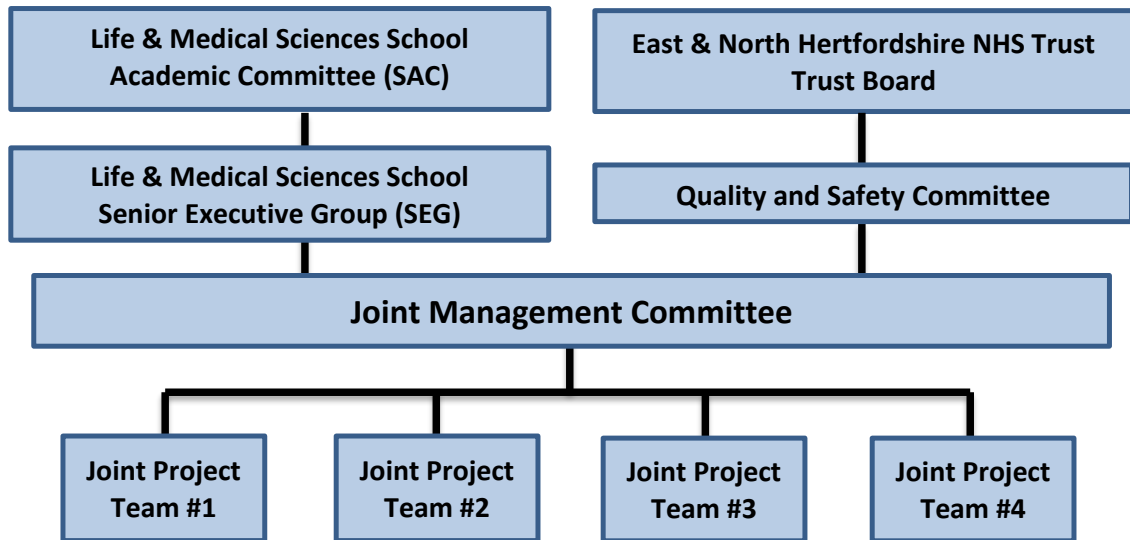 Life & Medical Sciences School
Academic Committee (SAC)
East & North Hertfordshire NHS Trust
Trust Board
Life & Medical Sciences School
Senior Executive Group (SEG)
Quality and Safety Committee
Joint Management Committee
Joint Project
Team #1
Joint Project
Team #2
Joint Project
Team #3
Joint Project
Team #4